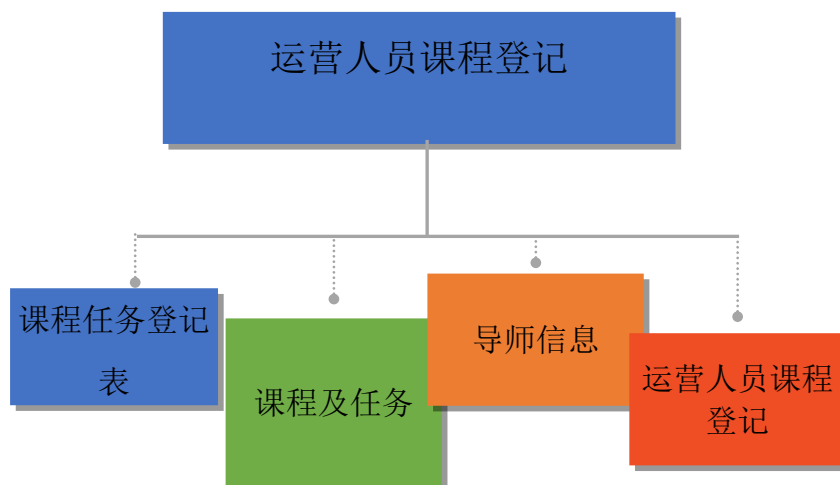 运营人员课程登记
课程任务登记
表
课程及任务
导师信息
运营人员课程
登记